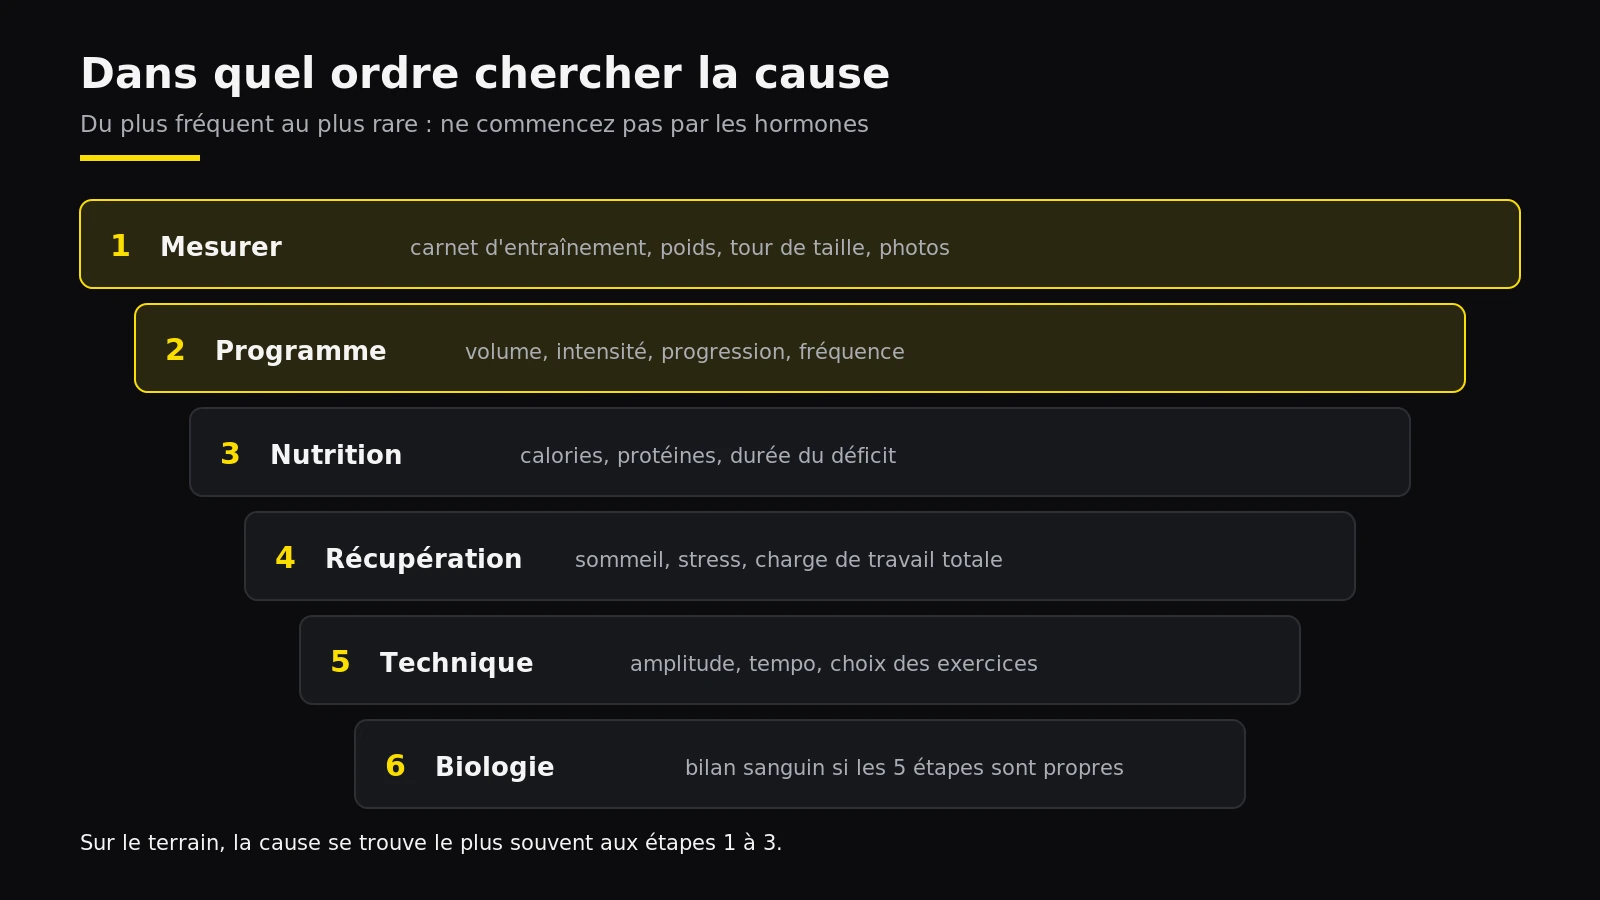 Dans quel ordre chercher la cause
Du plus fréquent au plus rare : ne commencez pas par les hormones
1 Mesurer carnet d'entraînement, poids, tour de taille, photos
2 Programme volume, intensité, progression, fréquence
3 Nutrition calories, protéines, durée du déficit
4 Récupération sommeil, stress, charge de travail totale
5 Technique amplitude, tempo, choix des exercices
6 Biologie bilan sanguin si les 5 étapes sont propres
Sur le terrain, la cause se trouve le plus souvent aux étapes 1 à 3.